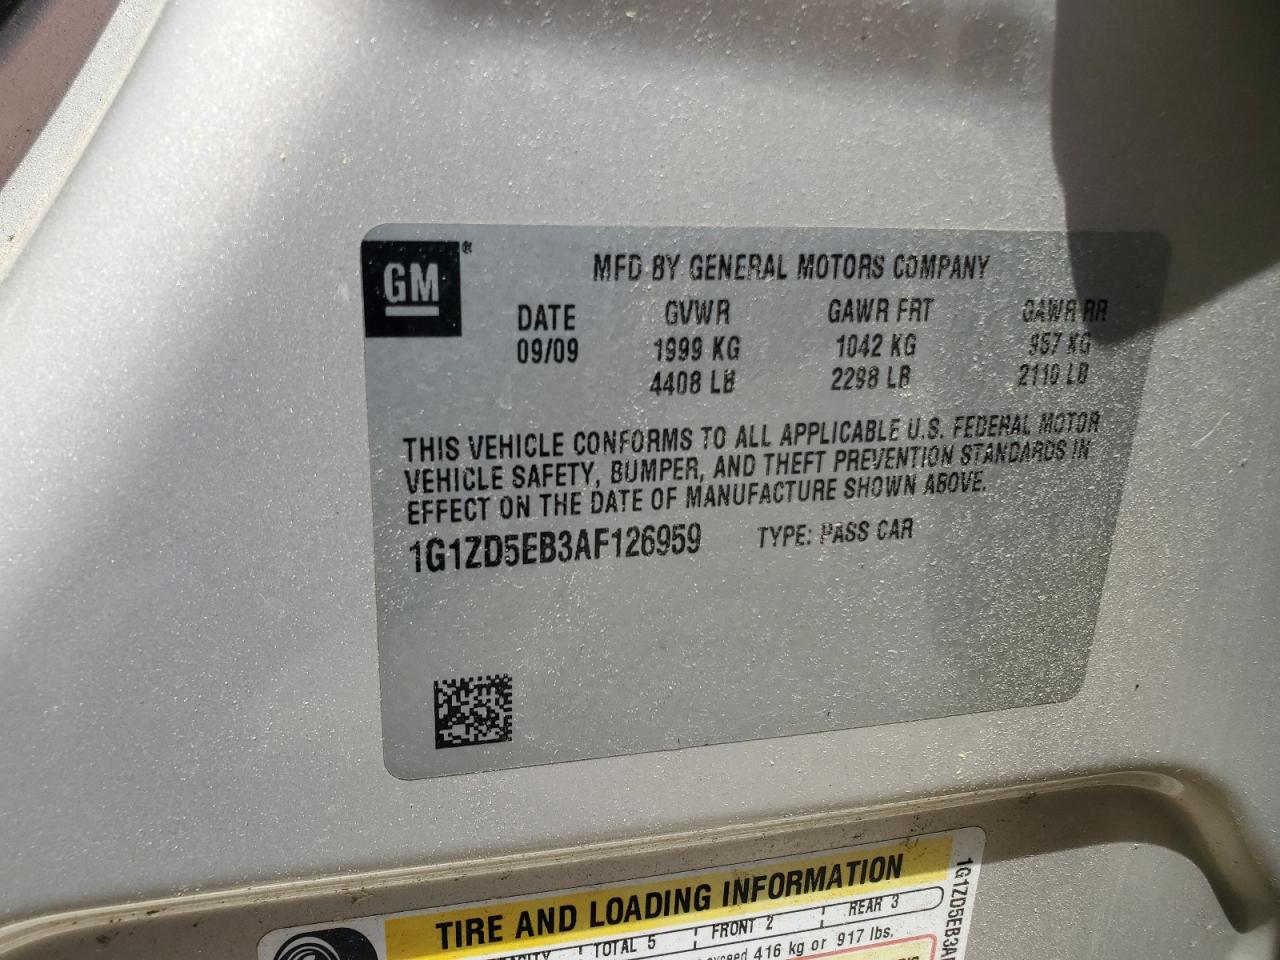 GM®
MFD BY GENERAL MOTORS COMPANY
DATE GVWR GAWR FRT GAWR RR
09/09 1999 KG 1042 KG 957 KG
4408 LB 2298 LB 2110 LB
THIS VEHICLE CONFORMS TO ALL APPLICABLE U.S. FEDERAL MOTOR
VEHICLE SAFETY, BUMPER, AND THEFT PREVENTION STANDARDS IN
EFFECT ON THE DATE OF MANUFACTURE SHOWN ABOVE.
1G1ZD5EB3AF126959 TYPE: PASS CAR
TIRE AND LOADING INFORMATION
TOTAL 5 FRONT 2 REAR 3
416 kg or 917 lbs.
1G1ZD5EB3A